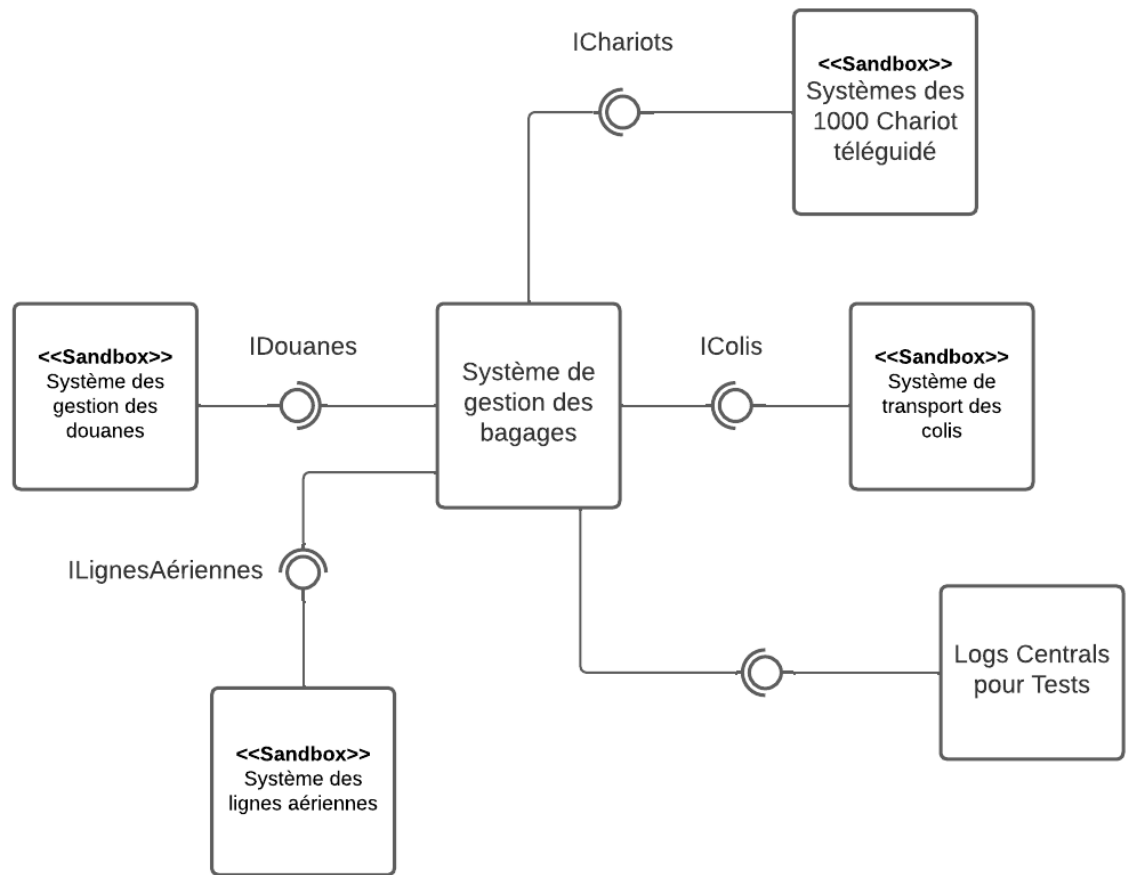 IChariots
<<Sandbox>>
Systèmes des
1000 Chariot
téléguidé
<<Sandbox>>
Système des
gestion des
douanes
IDouanes
Système de
gestion des
bagages
IColis
<<Sandbox>>
Système de
transport des
colis
ILignesAériennes
Logs Centrals
pour Tests
<<Sandbox>>
Système des
lignes aériennes